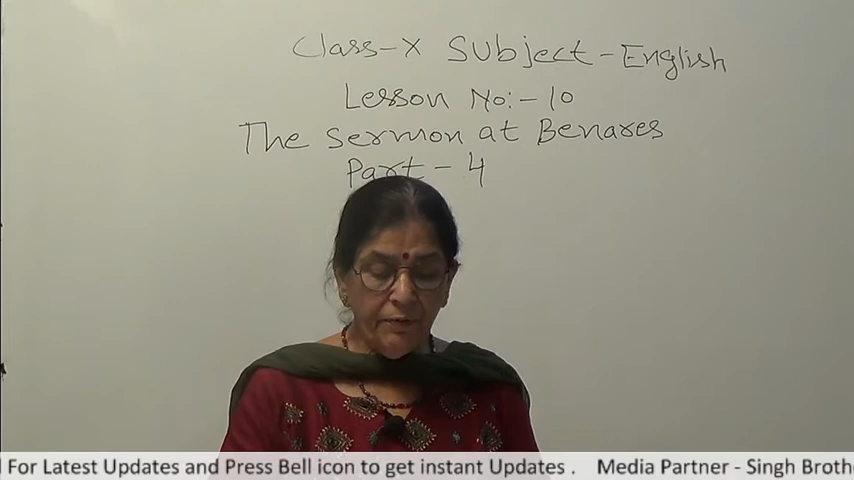 Class-X Subject-English
Lesson No:-10
The Sermon at Benares
Part-4
For Latest Updates and Press Bell icon to get instant Updates . Media Partner - Singh